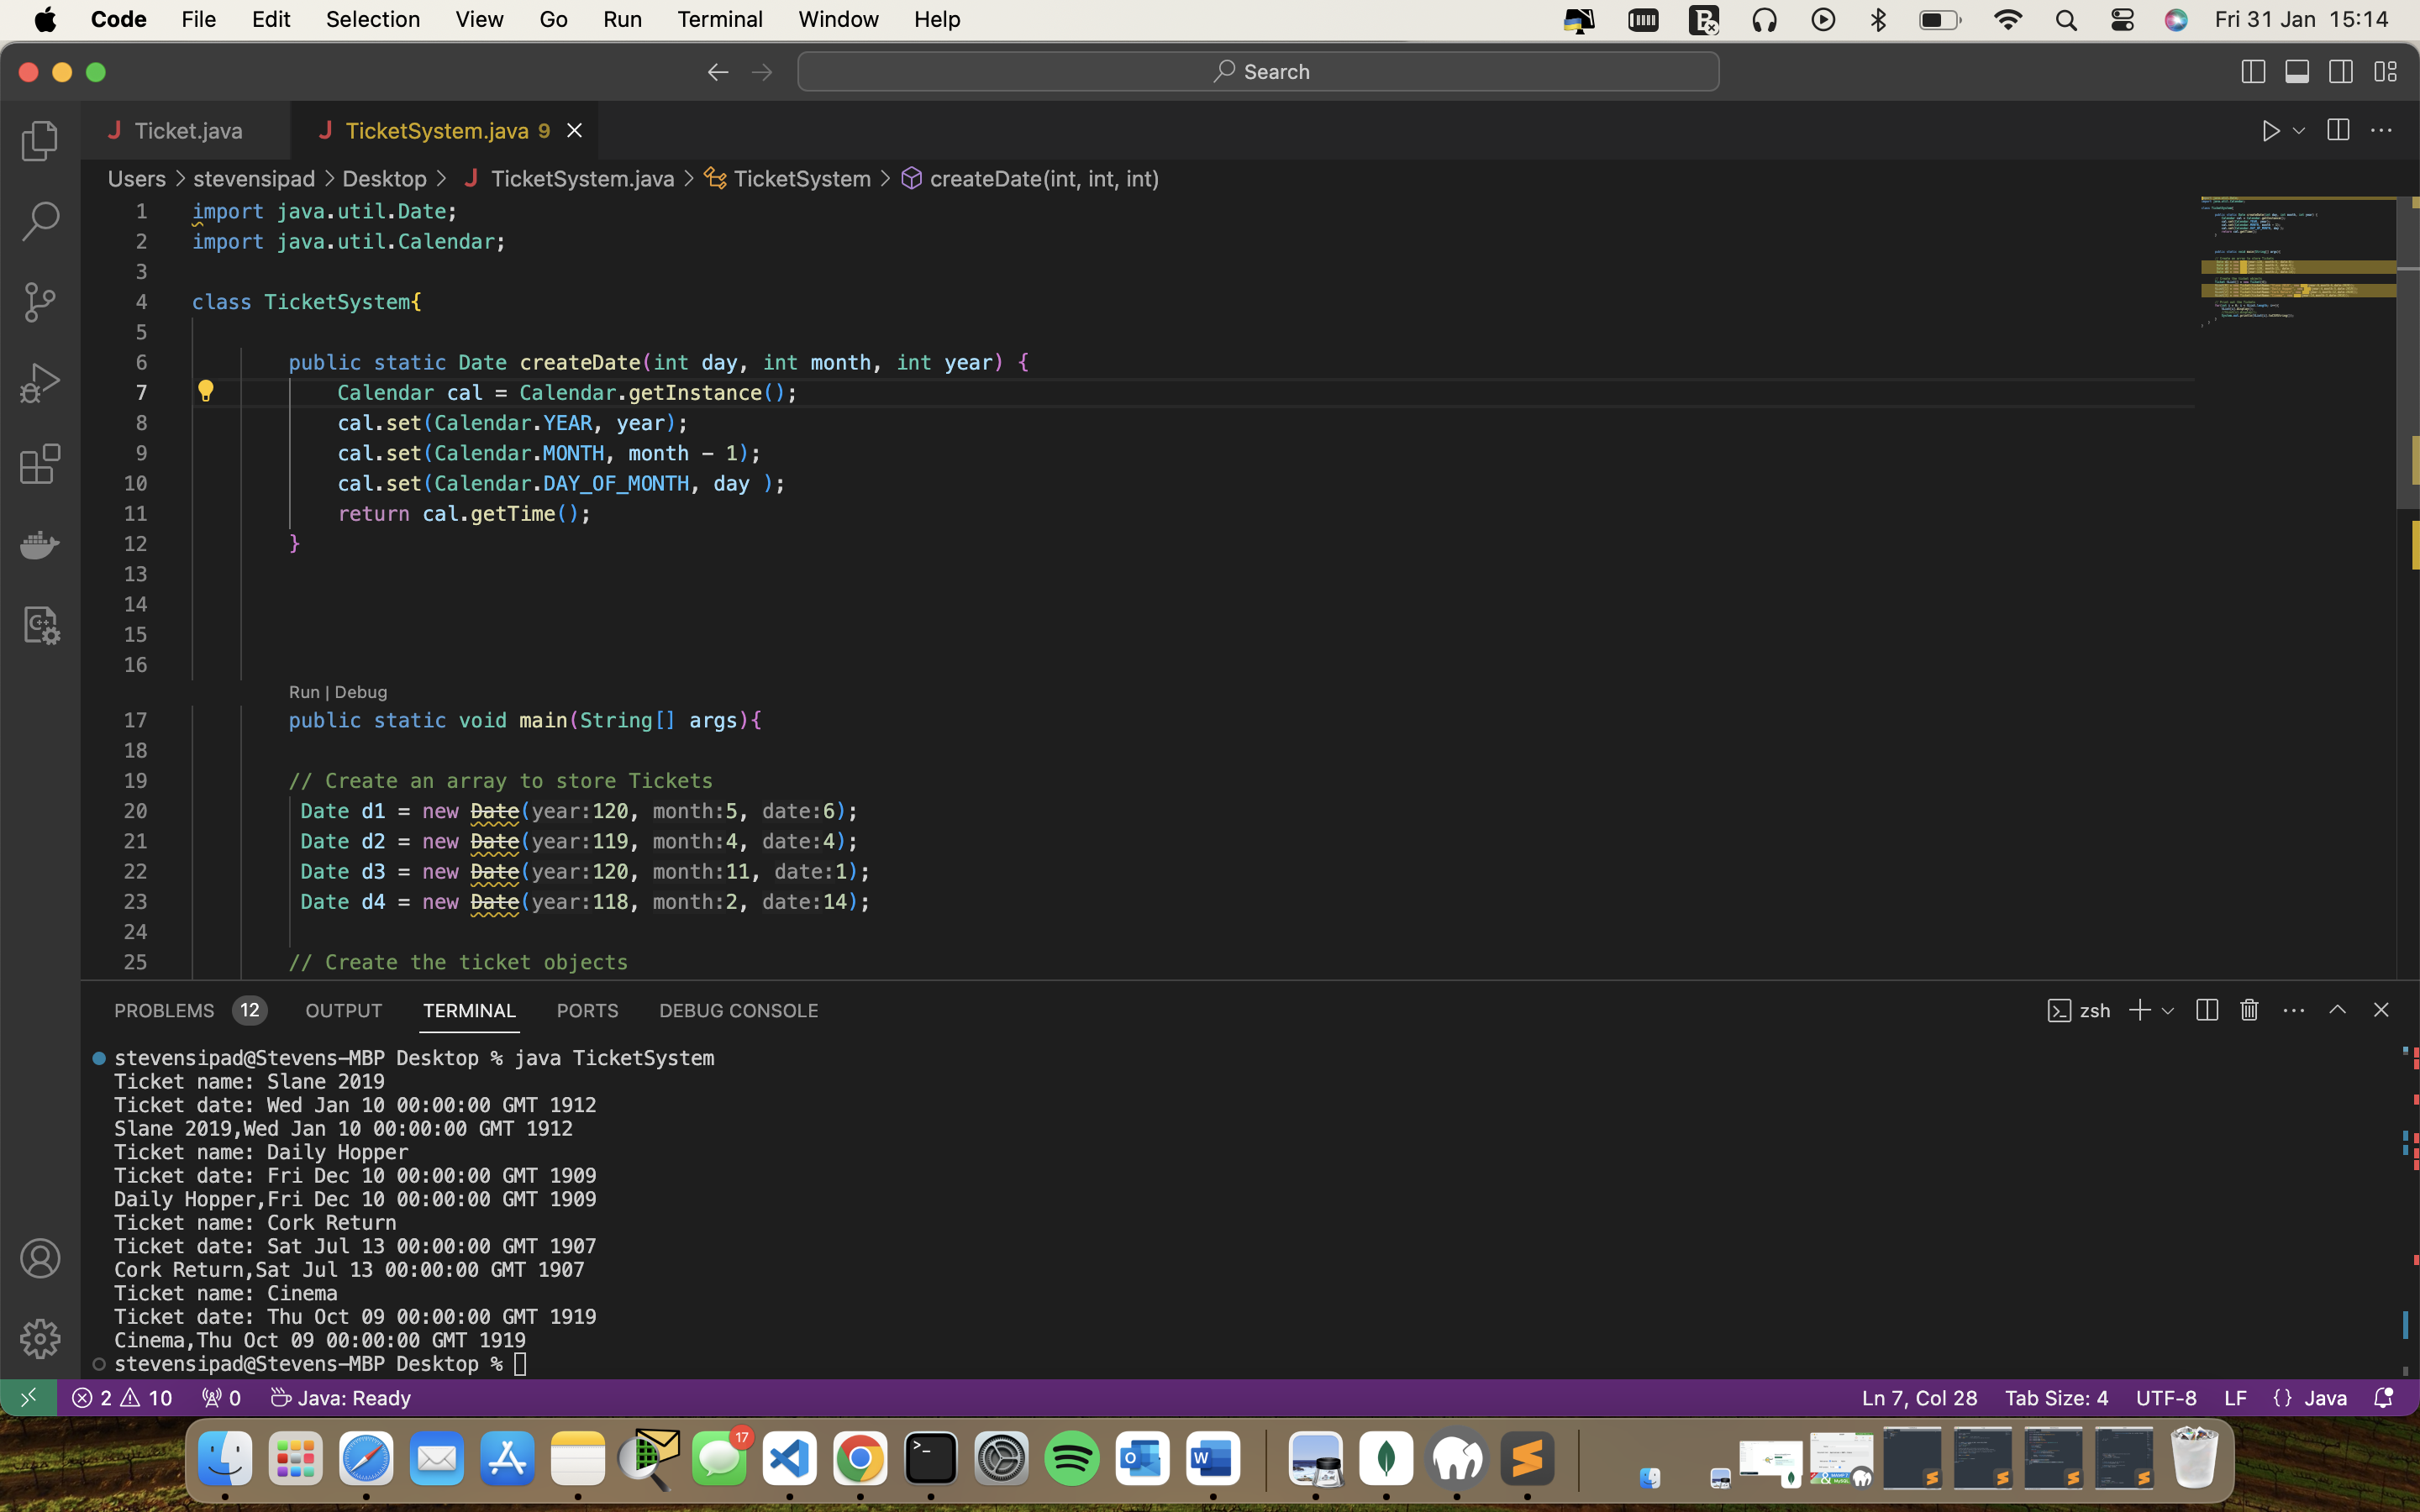 Code File Edit Selection View Go Run Terminal Window Help Fri 31 Jan 15:14
Search
Ticket.java TicketSystem.java 9
Users > stevensipad > Desktop > TicketSystem.java > TicketSystem > createDate(int, int, int)
1 import java.util.Date;
2 import java.util.Calendar;
3
4 class TicketSystem{
5
6 public static Date createDate(int day, int month, int year) {
7 Calendar cal = Calendar.getInstance();
8 cal.set(Calendar.YEAR, year);
9 cal.set(Calendar.MONTH, month - 1);
10 cal.set(Calendar.DAY_OF_MONTH, day );
11 return cal.getTime();
12 }
13
14
15
16
Run | Debug
17 public static void main(String[] args){
18
19 // Create an array to store Tickets
20 Date d1 = new Date(year:120, month:5, date:6);
21 Date d2 = new Date(year:119, month:4, date:4);
22 Date d3 = new Date(year:120, month:11, date:1);
23 Date d4 = new Date(year:118, month:2, date:14);
24
25 // Create the ticket objects
PROBLEMS 12 OUTPUT TERMINAL PORTS DEBUG CONSOLE zsh
stevensipad@Stevens-MBP Desktop % java TicketSystem
Ticket name: Slane 2019
Ticket date: Wed Jan 10 00:00:00 GMT 1912
Slane 2019,Wed Jan 10 00:00:00 GMT 1912
Ticket name: Daily Hopper
Ticket date: Fri Dec 10 00:00:00 GMT 1909
Daily Hopper,Fri Dec 10 00:00:00 GMT 1909
Ticket name: Cork Return
Ticket date: Sat Jul 13 00:00:00 GMT 1907
Cork Return,Sat Jul 13 00:00:00 GMT 1907
Ticket name: Cinema
Ticket date: Thu Oct 09 00:00:00 GMT 1919
Cinema,Thu Oct 09 00:00:00 GMT 1919
stevensipad@Stevens-MBP Desktop %
2 10 0 Java: Ready Ln 7, Col 28 Tab Size: 4 UTF-8 LF {} Java
17